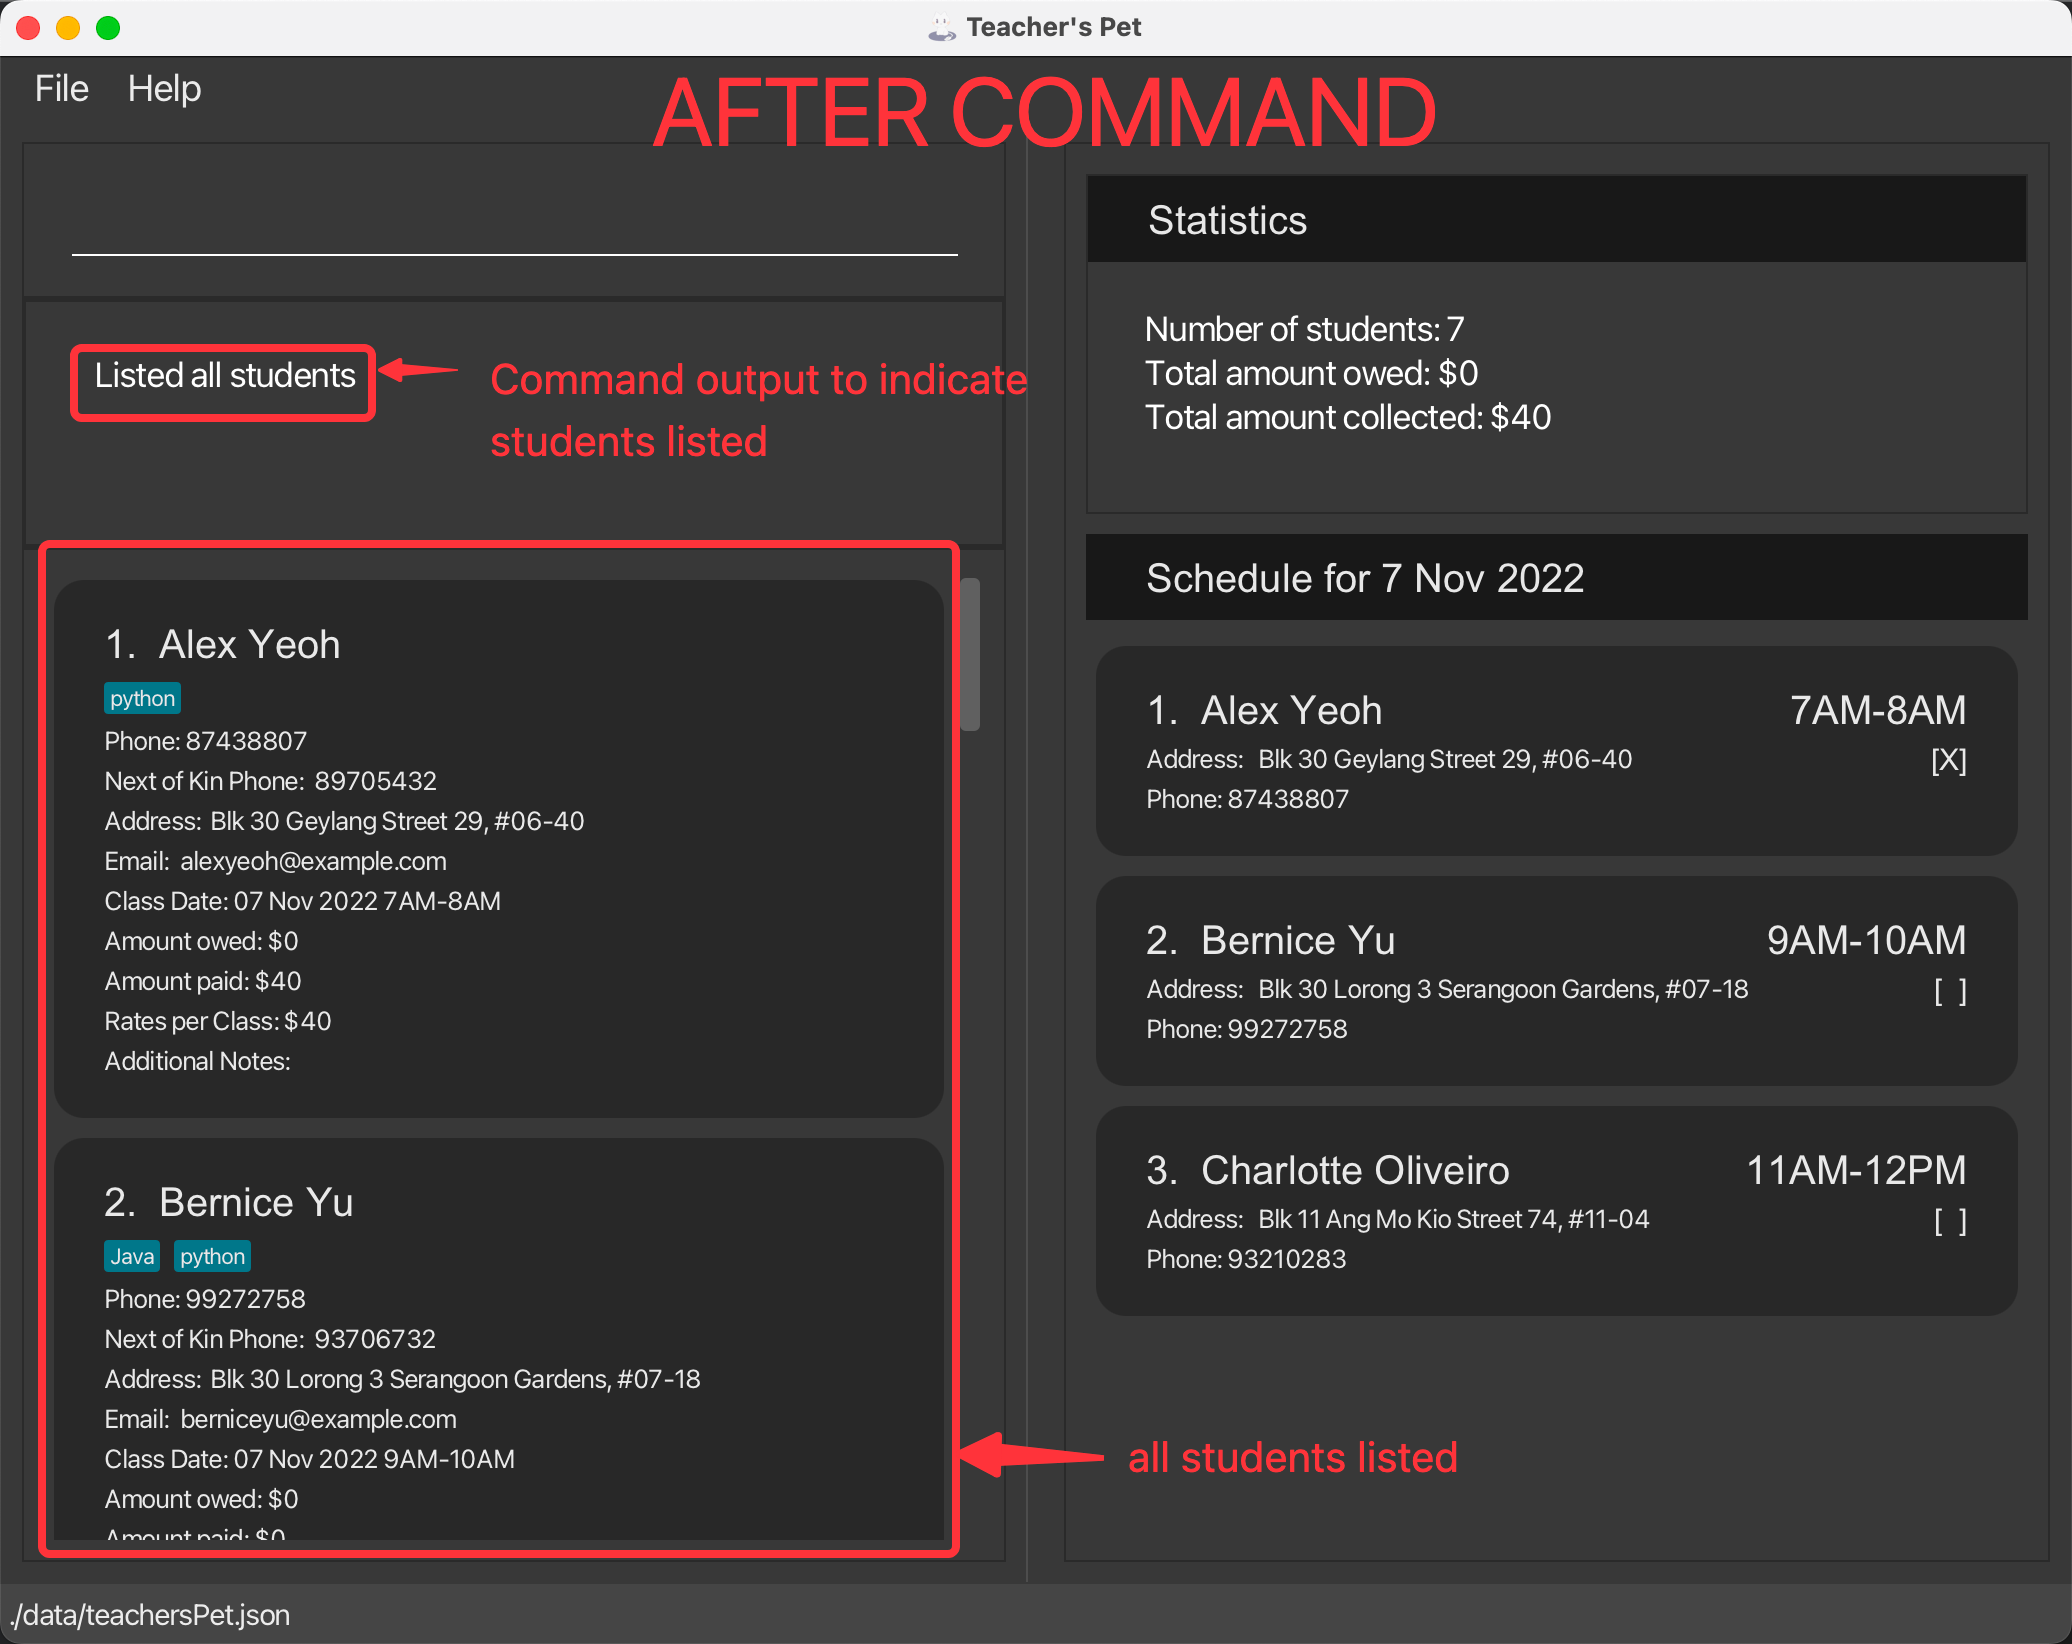 Teacher's Pet
File Help
AFTER COMMAND
Listed all students
Command output to indicate
students listed
1. Alex Yeoh
python
Phone: 87438807
Next of Kin Phone: 89705432
Address: Blk 30 Geylang Street 29, #06-40
Email: alexyeoh@example.com
Class Date: 07 Nov 2022 7AM-8AM
Amount owed: $0
Amount paid: $40
Rates per Class: $40
Additional Notes:
2. Bernice Yu
Java python
Phone: 99272758
Next of Kin Phone: 93706732
Address: Blk 30 Lorong 3 Serangoon Gardens, #07-18
Email: berniceyu@example.com
Class Date: 07 Nov 2022 9AM-10AM
Amount owed: $0
Amount paid: $0
all students listed
Statistics
Number of students: 7
Total amount owed: $0
Total amount collected: $40
Schedule for 7 Nov 2022
1. Alex Yeoh 7AM-8AM
Address: Blk 30 Geylang Street 29, #06-40 [X]
Phone: 87438807
2. Bernice Yu 9AM-10AM
Address: Blk 30 Lorong 3 Serangoon Gardens, #07-18 [ ]
Phone: 99272758
3. Charlotte Oliveiro 11AM-12PM
Address: Blk 11 Ang Mo Kio Street 74, #11-04 [ ]
Phone: 93210283
./data/teachersPet.json